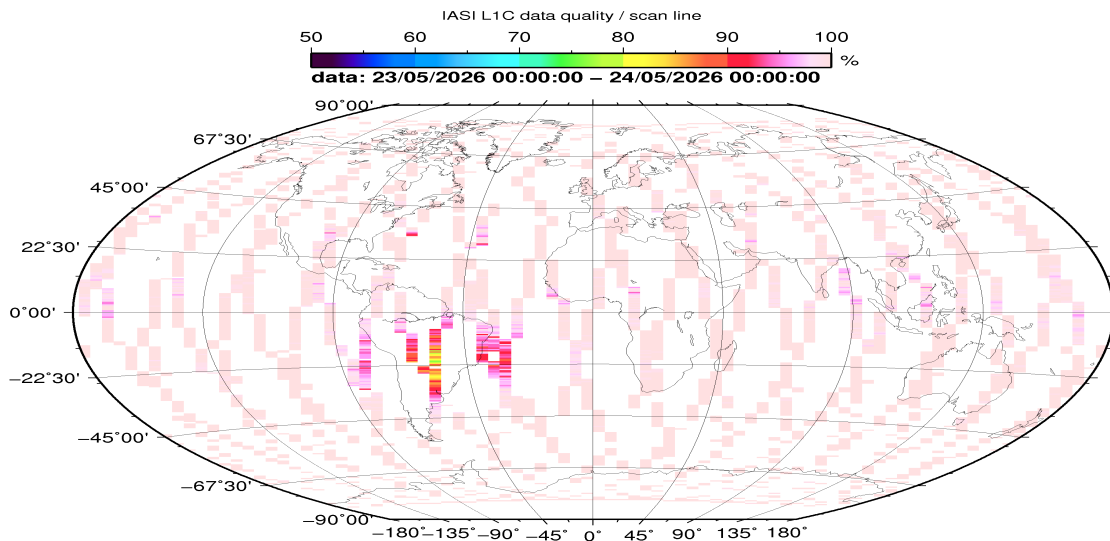 IASI L1C data quality / scan line
50 60 70 80 90 100
%
data: 23/05/2026 00:00:00 – 24/05/2026 00:00:00
90°00'
67°30'
45°00'
22°30'
0°00'
−22°30'
−45°00'
−67°30'
−90°00'
−180°−135° −90° −45° 0° 45° 90° 135° 180°